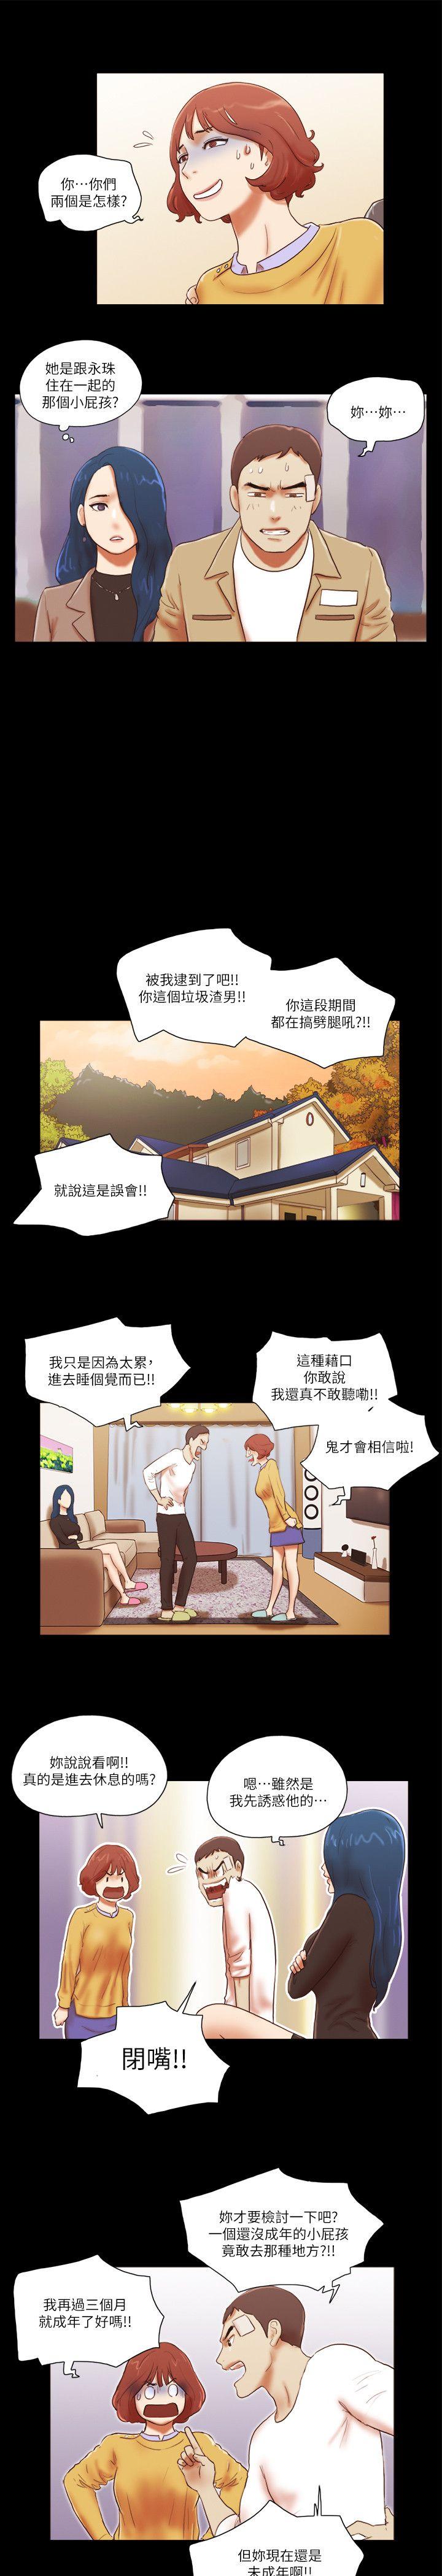 你⋯你們
兩個是怎樣?
她是跟永珠
住在一起的
那個小屁孩?
妳⋯妳⋯
被我逮到了吧!!
你這個垃圾渣男!!
你這段期間
都在搞劈腿吼?!!
就說這是誤會!!
我只是因為太累,
進去睡個覺而已!!
這種藉口
你敢說
我還真不敢聽嘞!!
鬼才會相信啦!
妳說說看啊!!
真的是進去休息的嗎?
嗯⋯雖然是
我先誘惑他的⋯
閉嘴!!
妳才要檢討一下吧?
一個還沒成年的小屁孩
竟敢去那種地方?!!
我再過三個月
就成年了好嗎!!
但妳現在還是
未成年啊!!